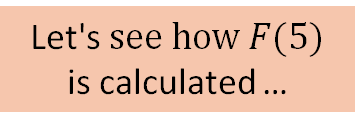 Let's see how F(5)
is calculated ...